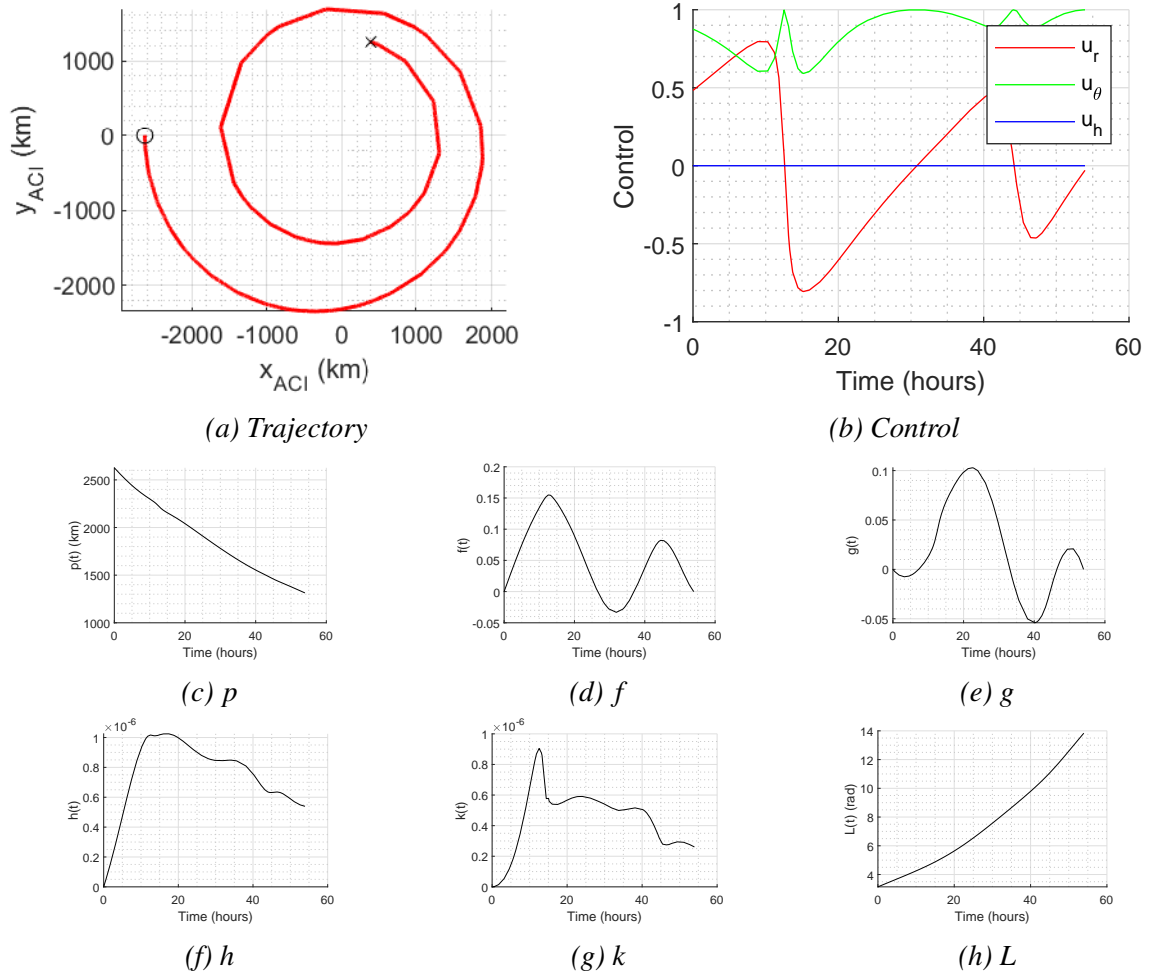 1000
0
-1000
-2000
y_ACI (km)
-2000 -1000 0 1000 2000
x_ACI (km)
(a) Trajectory
1
0.5
0
-0.5
-1
Control
u_r
u_θ
u_h
0 20 40 60
Time (hours)
(b) Control
2500
2000
1500
1000
p(t) (km)
0 20 40 60
Time (hours)
(c) p
0.2
0.15
0.1
0.05
0
-0.05
f(t)
0 20 40 60
Time (hours)
(d) f
0.1
0.05
0
-0.05
g(t)
0 20 40 60
Time (hours)
(e) g
×10^-6
1
0.8
0.6
0.4
0.2
0
h(t)
0 20 40 60
Time (hours)
(f) h
×10^-6
1
0.8
0.6
0.4
0.2
0
k(t)
0 20 40 60
Time (hours)
(g) k
14
12
10
8
6
4
L(t) (rad)
0 20 40 60
Time (hours)
(h) L